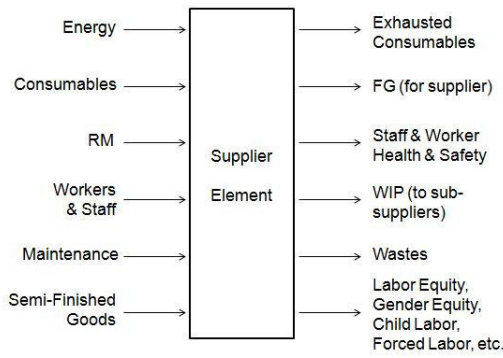 Energy
Consumables
RM
Workers
& Staff
Maintenance
Semi-Finished
Goods
Supplier
Element
Exhausted
Consumables
FG (for supplier)
Staff & Worker
Health & Safety
WIP (to sub-
suppliers)
Wastes
Labor Equity,
Gender Equity,
Child Labor,
Forced Labor, etc.